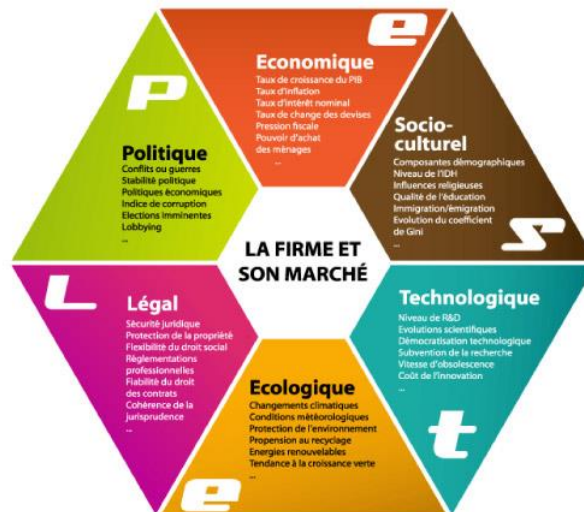 P
Politique
Conflits ou guerres
Stabilité politique
Politiques économiques
Indice de corruption
Elections imminentes
Lobbying
...
e
Economique
Taux de croissance du PIB
Taux d'inflation
Taux d'intérêt nominal
Taux de change des devises
Pression fiscale
Pouvoir d'achat
des ménages
...
Socio-
culturel
Composantes démographiques
Niveau de l'IDH
Influences religieuses
Qualité de l'éducation
Immigration/émigration
Evolution du coefficient
de Gini
...
s
LA FIRME ET
SON MARCHÉ
Technologique
Niveau de R&D
Evolutions scientifiques
Démocratisation technologique
Subvention de la recherche
Vitesse d'obsolescence
Coût de l'innovation
...
t
Ecologique
Changements climatiques
Conditions météorologiques
Protection de l'environnement
Propension au recyclage
Energies renouvelables
Tendance à la croissance verte
...
e
L
Légal
Sécurité juridique
Protection de la propriété
Flexibilité du droit social
Règlementations
professionnelles
Fiabilité du droit
des contrats
Cohérence de la
jurisprudence
...